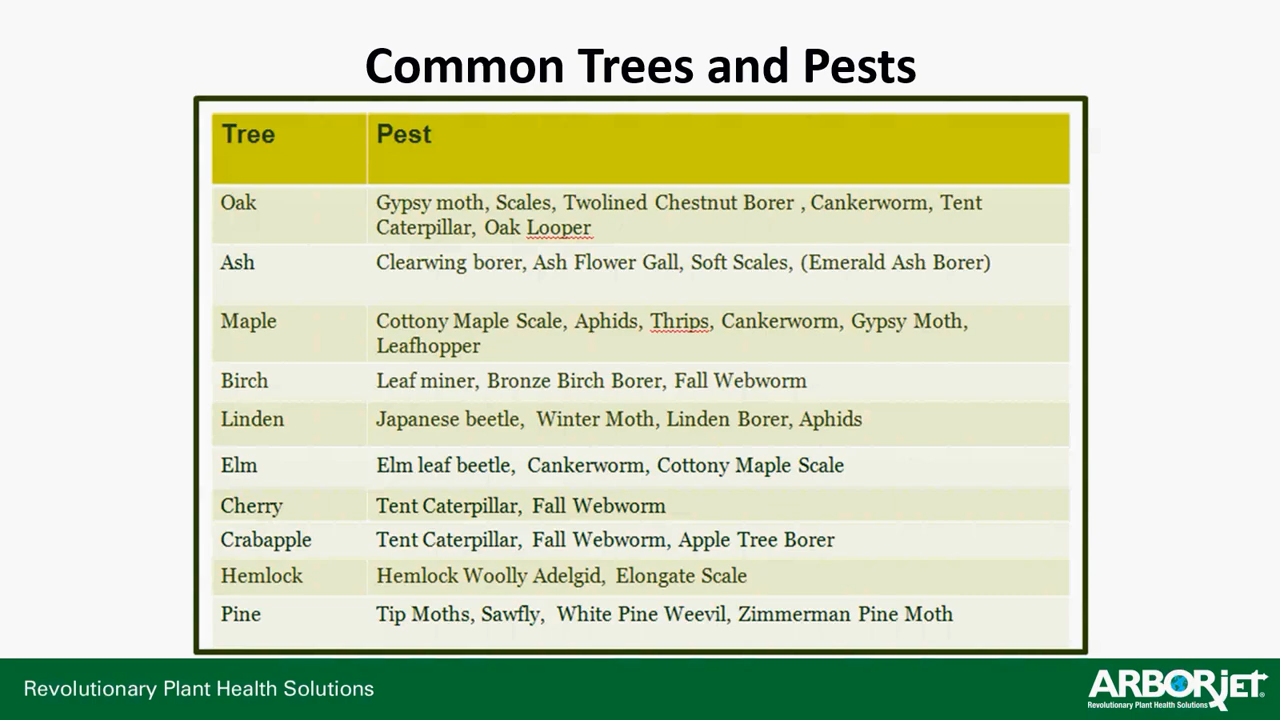 Common Trees and Pests
Tree Pest
Oak Gypsy moth, Scales, Twolined Chestnut Borer , Cankerworm, Tent
Caterpillar, Oak Looper
Ash Clearwing borer, Ash Flower Gall, Soft Scales, (Emerald Ash Borer)
Maple Cottony Maple Scale, Aphids, Thrips, Cankerworm, Gypsy Moth,
Leafhopper
Birch Leaf miner, Bronze Birch Borer, Fall Webworm
Linden Japanese beetle, Winter Moth, Linden Borer, Aphids
Elm Elm leaf beetle, Cankerworm, Cottony Maple Scale
Cherry Tent Caterpillar, Fall Webworm
Crabapple Tent Caterpillar, Fall Webworm, Apple Tree Borer
Hemlock Hemlock Woolly Adelgid, Elongate Scale
Pine Tip Moths, Sawfly, White Pine Weevil, Zimmerman Pine Moth
Revolutionary Plant Health Solutions
ARBORjet®
Revolutionary Plant Health Solutions